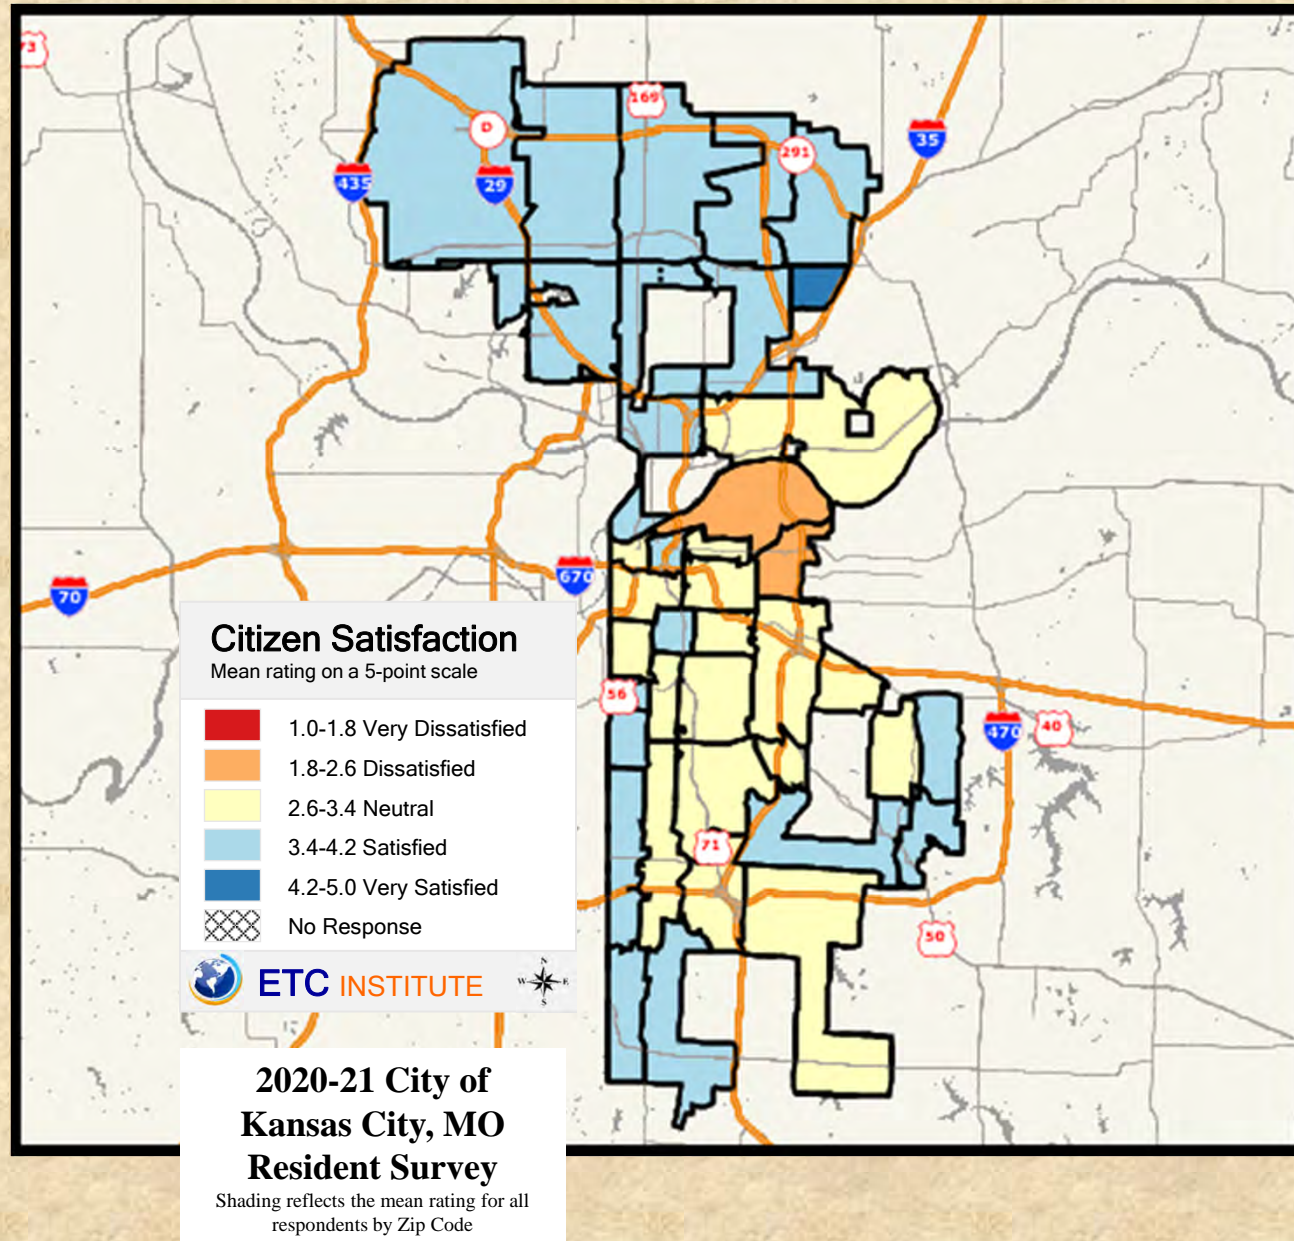 73
169
D
291
35
435
29
70
670
56
470
40
71
50
Citizen Satisfaction
Mean rating on a 5-point scale
1.0-1.8 Very Dissatisfied
1.8-2.6 Dissatisfied
2.6-3.4 Neutral
3.4-4.2 Satisfied
4.2-5.0 Very Satisfied
No Response
ETC INSTITUTE
N
W E
S
2020-21 City of
Kansas City, MO
Resident Survey
Shading reflects the mean rating for all
respondents by Zip Code